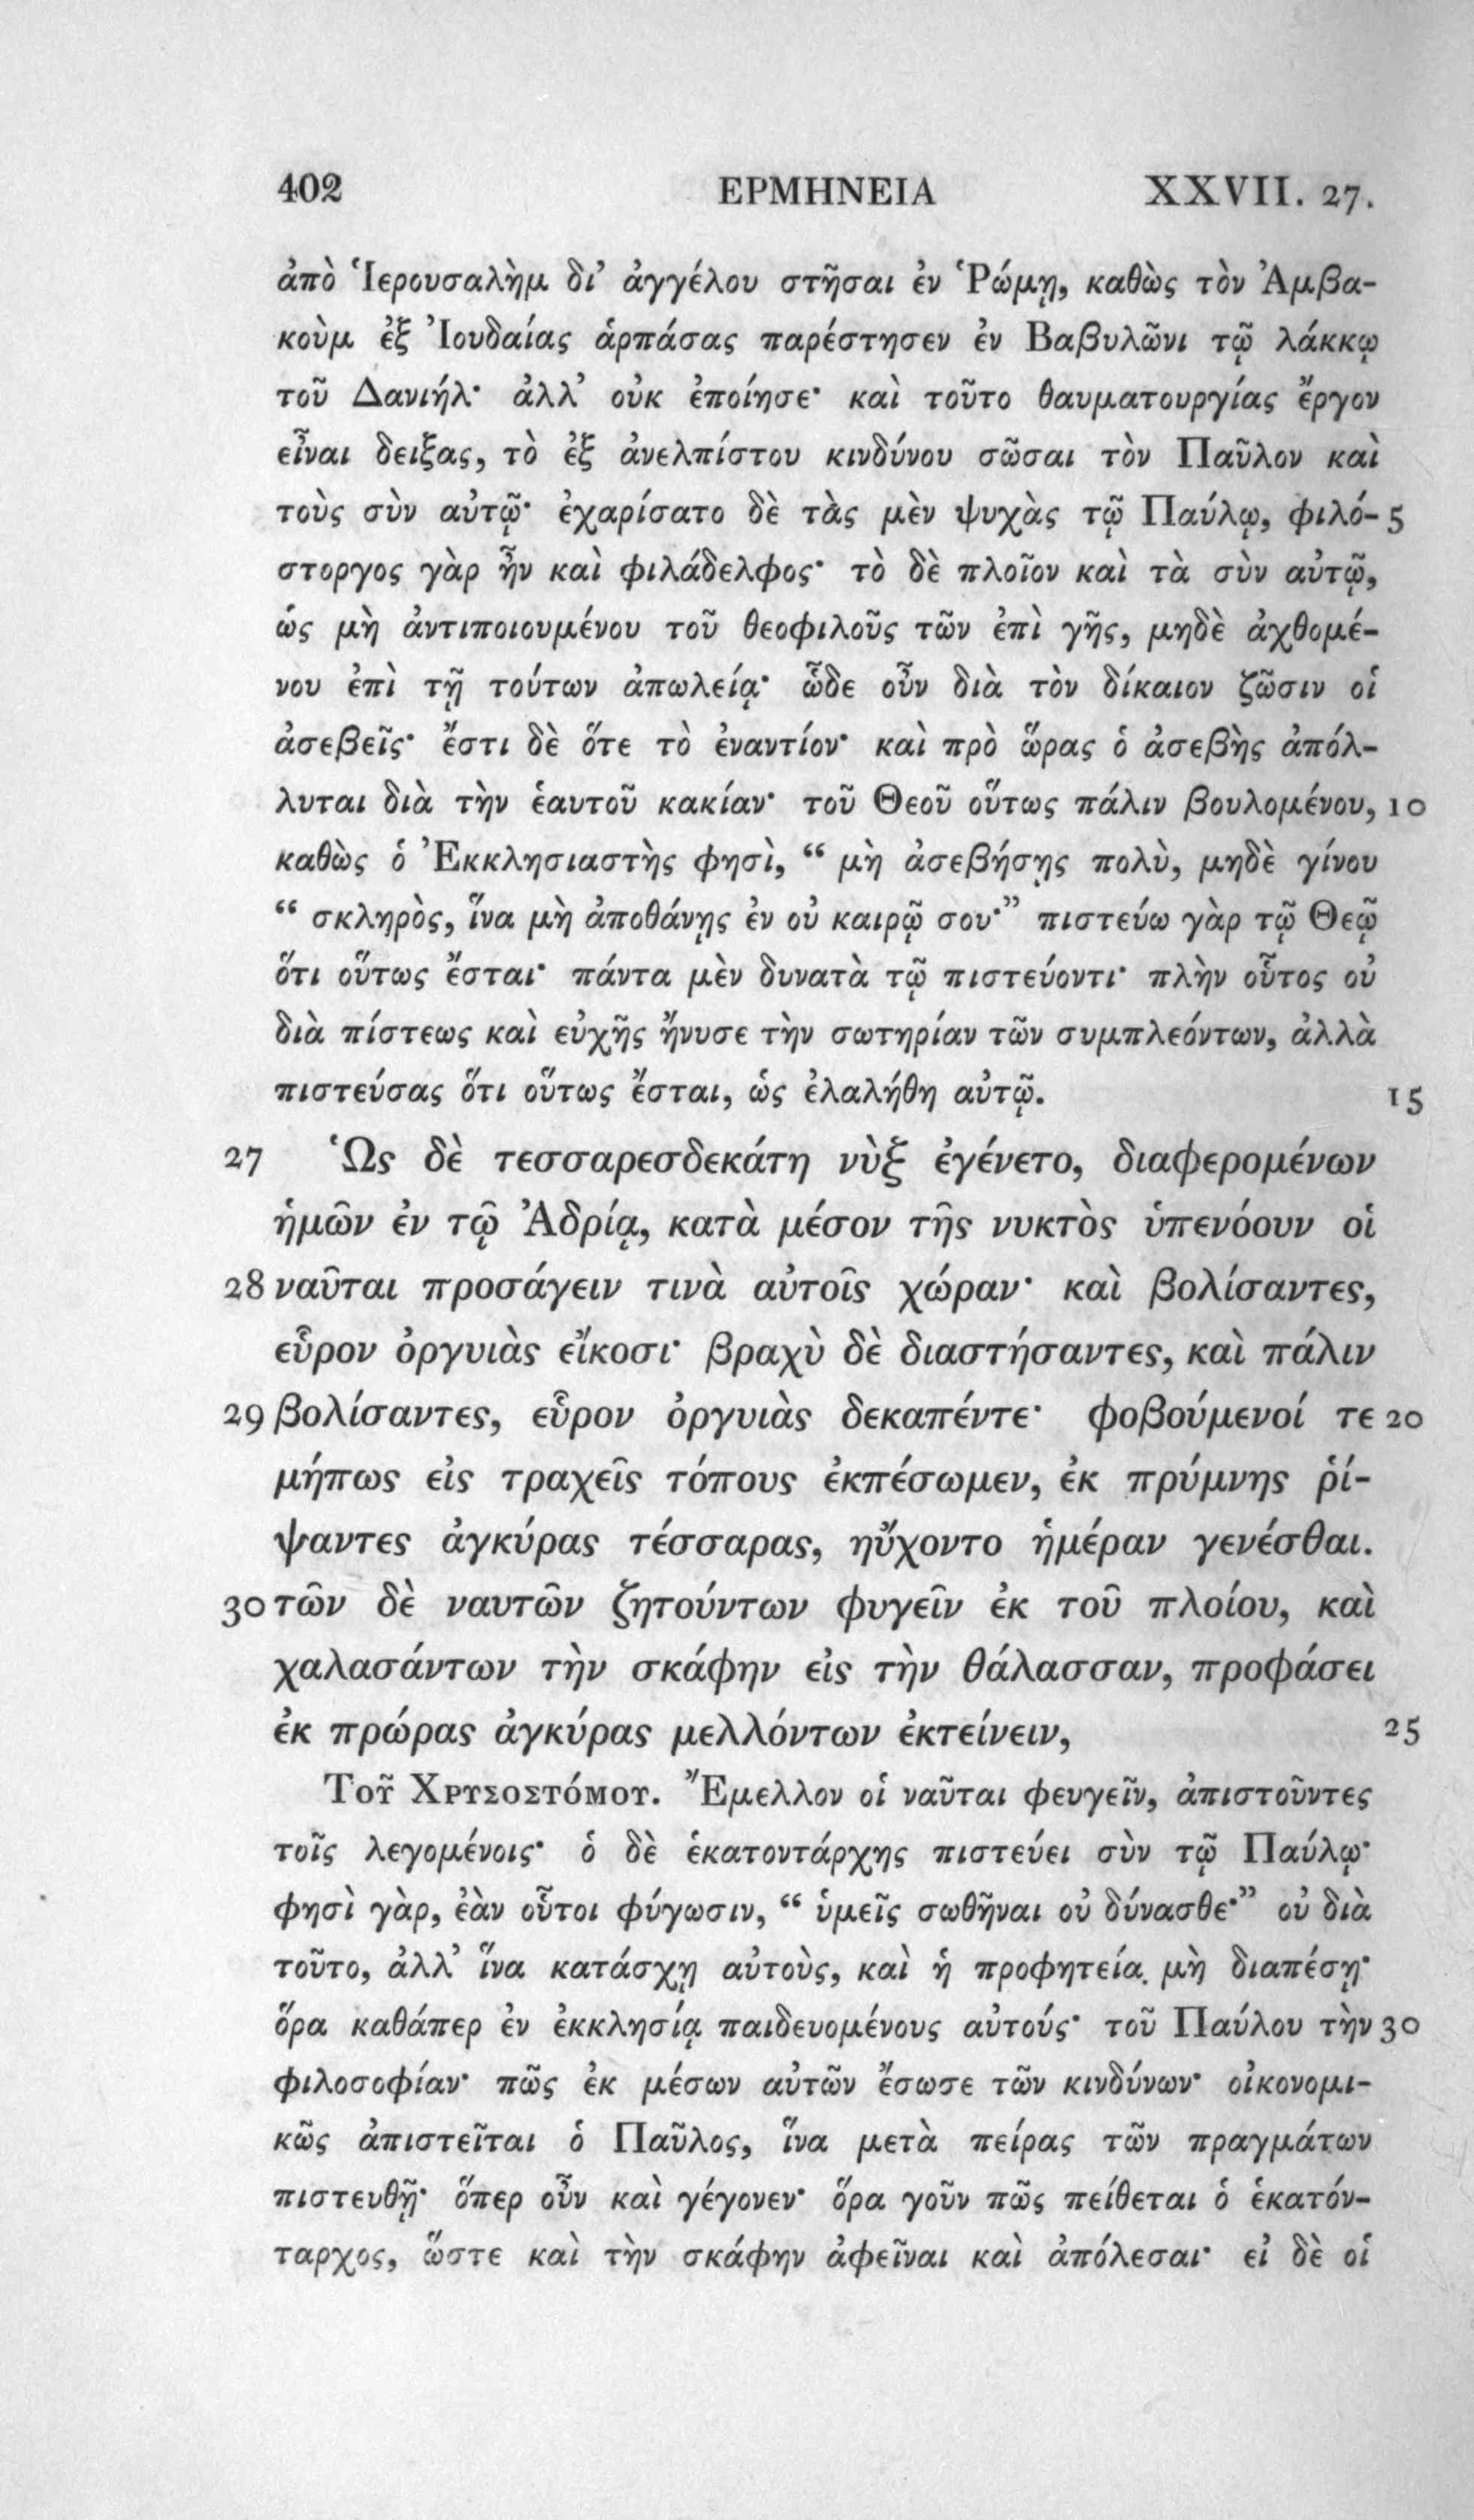 402 ΕΡΜΗΝΕΙΑ XXVII. 27.
ἀπὸ Ἱερουσαλὴμ δι’ ἀγγέλου στῆσαι ἐν Ῥώμῃ, καθὼς τὸν Ἀμβα-
κοὺμ ἐξ Ἰουδαίας ἁρπάσας παρέστησεν ἐν Βαβυλῶνι τῷ λάκκῳ
τοῦ Δανιήλ· ἀλλ’ οὐκ ἐποίησε· καὶ τοῦτο θαυματουργίας ἔργον
εἶναι δειξας, τὸ ἐξ ἀνελπίστου κινδύνου σῶσαι τὸν Παῦλον καὶ
τοὺς σὺν αὐτῷ· ἐχαρίσατο δὲ τὰς μὲν ψυχὰς τῷ Παύλῳ, φιλό- 5
στοργος γὰρ ἦν καὶ φιλάδελφος· τὸ δὲ πλοῖον καὶ τὰ σὺν αὐτῷ,
ὡς μὴ ἀντιποιουμένου τοῦ θεοφιλοῦς τῶν ἐπὶ γῆς, μηδὲ ἀχθομέ-
νου ἐπὶ τῇ τούτων ἀπωλείᾳ· ὧδε οὖν διὰ τὸν δίκαιον ζῶσιν οἱ
ἀσεβεῖς· ἔστι δὲ ὅτε τὸ ἐναντίον· καὶ πρὸ ὥρας ὁ ἀσεβὴς ἀπόλ-
λυται διὰ τὴν ἑαυτοῦ κακίαν· τοῦ Θεοῦ οὕτως πάλιν βουλομένου, 10
καθὼς ὁ Ἐκκλησιαστὴς φησὶ, “ μὴ ἀσεβήσῃς πολὺ, μηδὲ γίνου
“ σκληρὸς, ἵνα μὴ ἀποθάνῃς ἐν οὐ καιρῷ σου·” πιστεύω γὰρ τῷ Θεῷ
ὅτι οὕτως ἔσται· πάντα μὲν δυνατὰ τῷ πιστεύοντι· πλὴν οὗτος οὐ
διὰ πίστεως καὶ εὐχῆς ἤνυσε τὴν σωτηρίαν τῶν συμπλεόντων, ἀλλὰ
πιστεύσας ὅτι οὕτως ἔσται, ὡς ἐλαλήθη αὐτῷ. 15
27 Ὡς δὲ τεσσαρεσδεκάτη νὺξ ἐγένετο, διαφερομένων
ἡμῶν ἐν τῷ Ἀδρίᾳ, κατὰ μέσον τῆς νυκτὸς ὑπενόουν οἱ
28 ναῦται προσάγειν τινὰ αὐτοῖς χώραν· καὶ βολίσαντες,
εὗρον ὀργυιὰς εἴκοσι· βραχὺ δὲ διαστήσαντες, καὶ πάλιν
29 βολίσαντες, εὗρον ὀργυιὰς δεκαπέντε· φοβούμενοί τε 20
μήπως εἰς τραχεῖς τόπους ἐκπέσωμεν, ἐκ πρύμνης ῥί-
ψαντες ἀγκύρας τέσσαρας, ηὔχοντο ἡμέραν γενέσθαι.
30 τῶν δὲ ναυτῶν ζητούντων φυγεῖν ἐκ τοῦ πλοίου, καὶ
χαλασάντων τὴν σκάφην εἰς τὴν θάλασσαν, προφάσει
ἐκ πρώρας ἀγκύρας μελλόντων ἐκτείνειν, 25
Τοῦ Χρυσοστόμου. Ἔμελλον οἱ ναῦται φευγεῖν, ἀπιστοῦντες
τοῖς λεγομένοις· ὁ δὲ ἑκατοντάρχης πιστεύει σὺν τῷ Παύλῳ·
φησὶ γὰρ, ἐὰν οὗτοι φύγωσιν, “ ὑμεῖς σωθῆναι οὐ δύνασθε·” οὐ διὰ
τοῦτο, ἀλλ’ ἵνα κατάσχῃ αὐτοὺς, καὶ ἡ προφητεία μὴ διαπέσῃ·
ὅρα καθάπερ ἐν ἐκκλησίᾳ παιδευομένους αὐτούς· τοῦ Παύλου τὴν 30
φιλοσοφίαν· πῶς ἐκ μέσων αὐτῶν ἔσωσε τῶν κινδύνων· οἰκονομι-
κῶς ἀπιστεῖται ὁ Παῦλος, ἵνα μετὰ πείρας τῶν πραγμάτων
πιστευθῇ· ὅπερ οὖν καὶ γέγονεν· ὅρα γοῦν πῶς πείθεται ὁ ἑκατόν-
ταρχος, ὥστε καὶ τὴν σκάφην ἀφεῖναι καὶ ἀπόλεσαι· εἰ δὲ οἱ